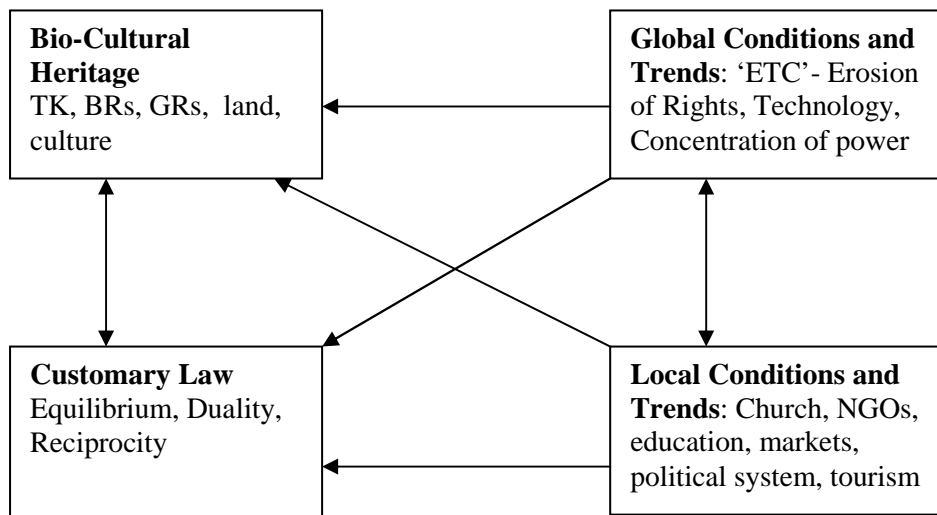 Bio-Cultural
Heritage
TK, BRs, GRs, land,
culture
Global Conditions and
Trends: ‘ETC’- Erosion
of Rights, Technology,
Concentration of power
Customary Law
Equilibrium, Duality,
Reciprocity
Local Conditions and
Trends: Church, NGOs,
education, markets,
political system, tourism